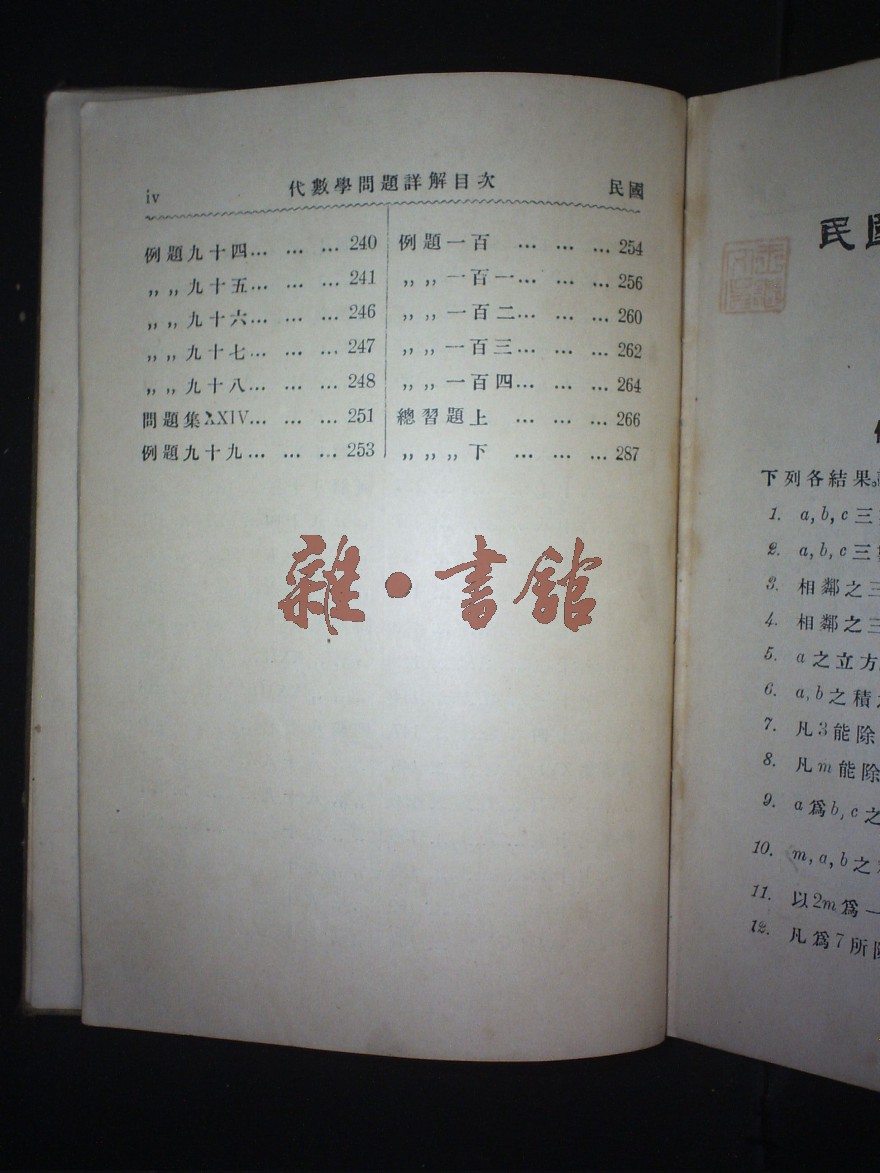 iv 代數學問題詳解目次 民國
例題九十四… … … 240
,, ,, 九十五… … … 241
,, ,, 九十六… … … 246
,, ,, 九十七… … … 247
,, ,, 九十八… … … 248
問題集XXIV… … … 251
例題九十九… … … 253
例題一百 … … … 254
,, ,, 一百一… … … 256
,, ,, 一百二… … … 260
,, ,, 一百三… … … 262
,, ,, 一百四… … … 264
總習題上 … … … 266
,, ,, ,, 下 … … … 287
雜·書館
民國
下列各結果。
1. a, b, c 三
2. a, b, c 三
3. 相鄰之三
4. 相鄰之三
5. a 之立方
6. a, b 之積
7. 凡 3 能除
8. 凡 m 能除
9. a 爲 b, c 之
10. m, a, b 之
11. 以 2m 爲一
12. 凡爲 7 所除